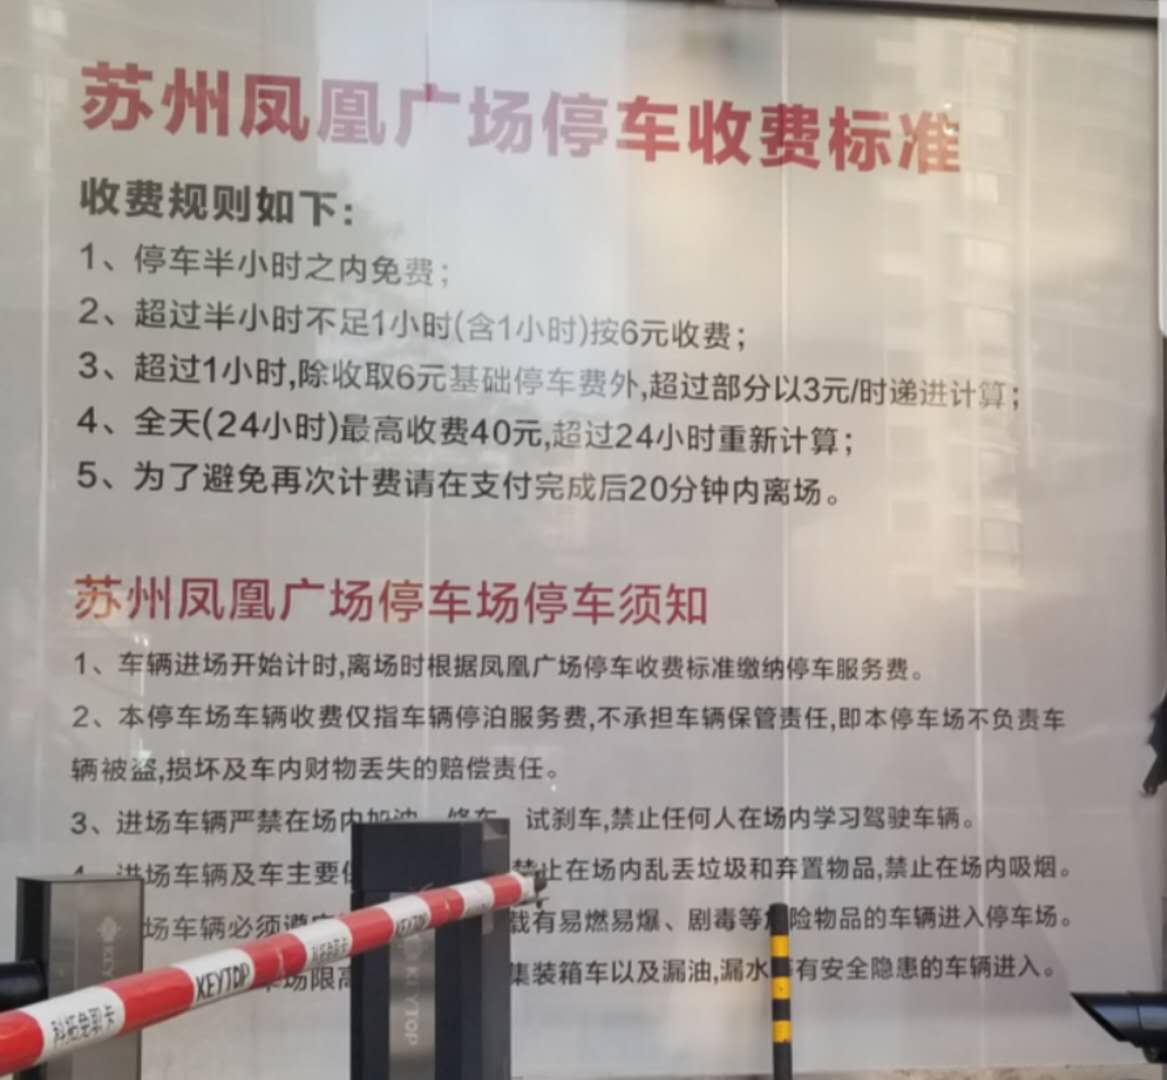 苏州凤凰广场停车收费标准
收费规则如下:
1、停车半小时之内免费;
2、超过半小时不足1小时(含1小时)按6元收费;
3、超过1小时,除收取6元基础停车费外,超过部分以3元/时递进计算;
4、全天(24小时)最高收费40元,超过24小时重新计算;
5、为了避免再次计费请在支付完成后20分钟内离场。
苏州凤凰广场停车场停车须知
1、车辆进场开始计时,离场时根据凤凰广场停车收费标准缴纳停车服务费。
2、本停车场车辆收费仅指车辆停泊服务费,不承担车辆保管责任,即本停车场不负责车
辆被盗,损坏及车内财物丢失的赔偿责任。
3、进场车辆严禁在场内加油、修车、试刹车,禁止任何人在场内学习驾驶车辆。
4、进场车辆及车主要 禁止在场内乱丢垃圾和弃置物品,禁止在场内吸烟。
场车辆必须遵 载有易燃易爆、剧毒等危险物品的车辆进入停车场。
车场限高 集装箱车以及漏油,漏水等有安全隐患的车辆进入。
KEYTOP
KEYTOP
KEYTOP